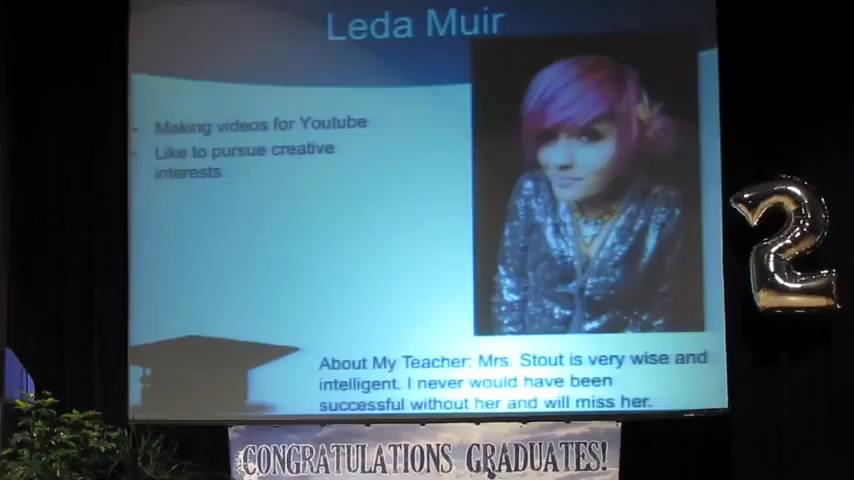 Leda Muir
Making videos for Youtube
Like to pursue creative
interests
About My Teacher: Mrs. Stout is very wise and
intelligent. I never would have been
successful without her and will miss her.
2
CONGRATULATIONS GRADUATES!